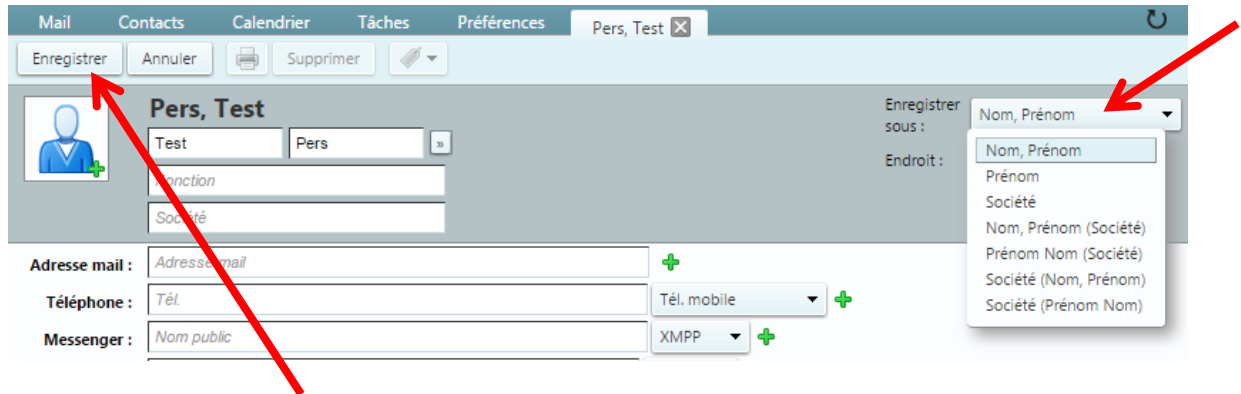 Mail Contacts Calendrier Tâches Préférences Pers, Test
Enregistrer Annuler Supprimer
Pers, Test
Test Pers »
Fonction
Société
Enregistrer
sous :
Nom, Prénom
Endroit :
Nom, Prénom
Prénom
Société
Nom, Prénom (Société)
Prénom Nom (Société)
Société (Nom, Prénom)
Société (Prénom Nom)
Adresse mail : Adresse mail
Téléphone : Tél. Tél. mobile
Messenger : Nom public XMPP